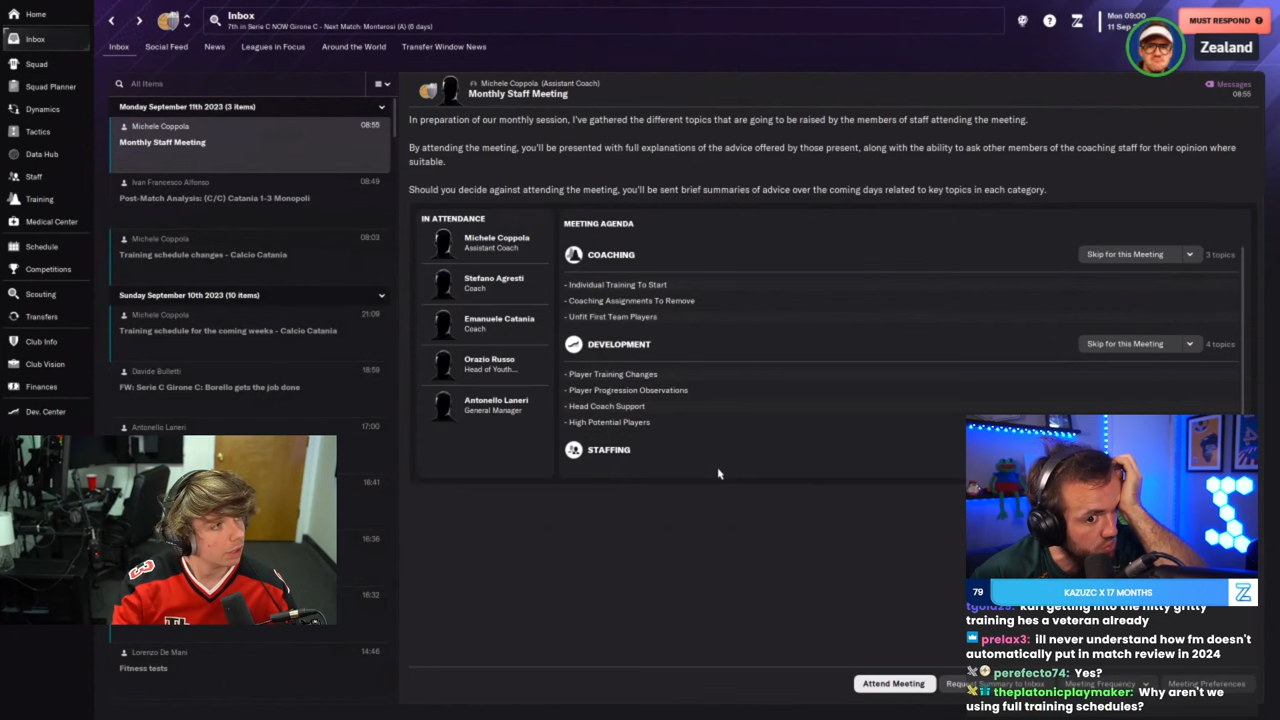 Home
Inbox
Squad
Squad Planner
Dynamics
Tactics
Data Hub
Staff
Training
Medical Center
Schedule
Competitions
Scouting
Transfers
Club Info
Club Vision
Finances
Dev. Center
Inbox
7th in Serie C NOW Girone C - Next Match: Monterosi (A) (6 days)
Mon 09:00
11 Sep
MUST RESPOND
Zealand
Inbox
Social Feed
News
Leagues in Focus
Around the World
Transfer Window News
All Items
Monday September 11th 2023 (3 items)
Michele Coppola
08:55
Monthly Staff Meeting
Ivan Francesco Alfonso
08:49
Post-Match Analysis: (C/C) Catania 1-3 Monopoli
Michele Coppola
08:03
Training schedule changes - Calcio Catania
Sunday September 10th 2023 (10 items)
Michele Coppola
21:09
Training schedule for the coming weeks - Calcio Catania
Davide Bulletti
18:59
FW: Serie C Girone C: Borello gets the job done
Antonello Laneri
17:00
16:41
16:36
16:32
Lorenzo De Mani
14:46
Fitness tests
Michele Coppola (Assistant Coach)
Monthly Staff Meeting
Messages
08:55
In preparation of our monthly session, I've gathered the different topics that are going to be raised by the members of staff attending the meeting.
By attending the meeting, you'll be presented with full explanations of the advice offered by those present, along with the ability to ask other members of the coaching staff for their opinion where
suitable.
Should you decide against attending the meeting, you'll be sent brief summaries of advice over the coming days related to key topics in each category.
IN ATTENDANCE
Michele Coppola
Assistant Coach
Stefano Agresti
Coach
Emanuele Catania
Coach
Orazio Russo
Head of Youth...
Antonello Laneri
General Manager
MEETING AGENDA
COACHING
Skip for this Meeting
3 topics
- Individual Training To Start
- Coaching Assignments To Remove
- Unfit First Team Players
DEVELOPMENT
Skip for this Meeting
4 topics
- Player Training Changes
- Player Progression Observations
- Head Coach Support
- High Potential Players
STAFFING
79
KAZUZC X 17 MONTHS
getting into the nitty gritty
training hes a veteran already
prelax3: ill never understand how fm doesn't
automatically put in match review in 2024
perefecto74: Yes?
theplatonicplaymaker: Why aren't we
using full training schedules?
Attend Meeting
Request Summary to Inbox
Meeting Frequency
Meeting Preferences